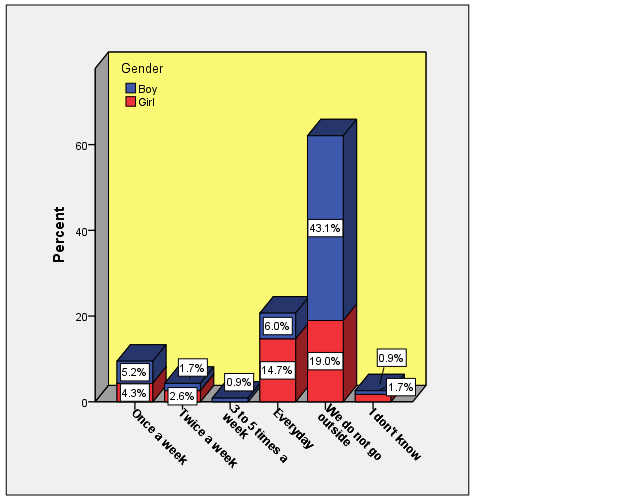 Gender
Boy
Girl
Percent
60
40
20
0
5.2%
4.3%
1.7%
2.6%
0.9%
6.0%
14.7%
43.1%
19.0%
0.9%
1.7%
Once a week
Twice a week
3 to 5 times a
week
Everyday
We do not go
outside
I don't know